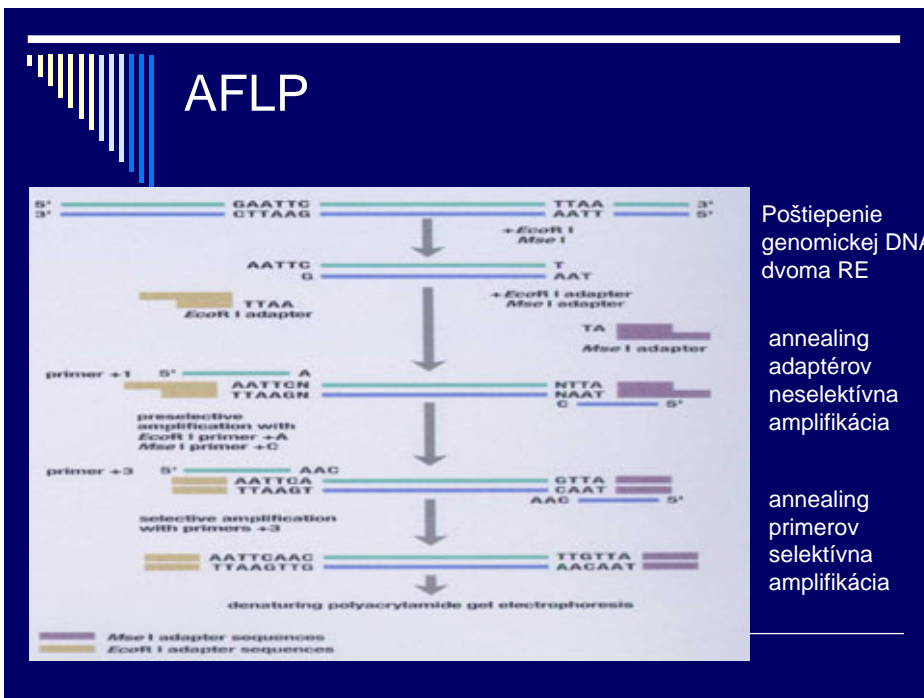 AFLP
5' GAATTC TTAA 3'
3' CTTAAG AATT 5'
+EcoR I
Mse I
AATTC T
G AAT
TTAA
EcoR I adapter
+EcoR I adapter
Mse I adapter
TA
Mse I adapter
primer +1 5' A
AATTCN NTTA
TTAAGN NAAT
C 5'
preselective
amplification with
EcoR I primer +A
Mse I primer +C
primer +3 5' AAC
AATTCA GTTA
TTAAGT CAAT
AAC 5'
selective amplification
with primers +3
AATTCAAC TTGTTA
TTAAGTTG AACAAT
denaturing polyacrylamide gel electrophoresis
Mse I adapter sequences
EcoR I adapter sequences
Poštiepenie
genomickej DNA
dvoma RE
annealing
adaptérov
neselektívna
amplifikácia
annealing
primerov
selektívna
amplifikácia